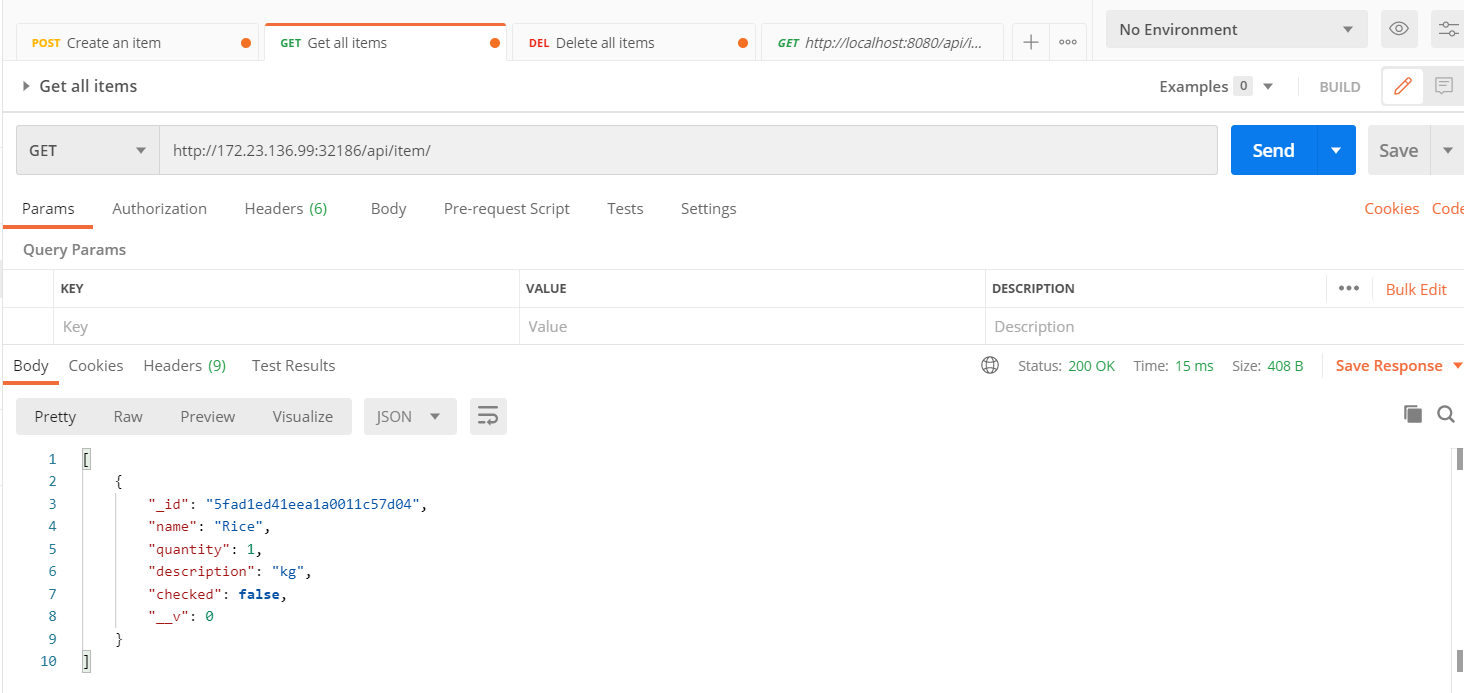 POST Create an item
GET Get all items
DEL Delete all items
GET http://localhost:8080/api/i...
No Environment
Get all items
Examples 0
BUILD
GET
http://172.23.136.99:32186/api/item/
Send
Save
Params Authorization Headers (6) Body Pre-request Script Tests Settings
Cookies Code
Query Params
KEY VALUE DESCRIPTION
Bulk Edit
Key Value Description
Body Cookies Headers (9) Test Results
Status: 200 OK Time: 15 ms Size: 408 B
Save Response
Pretty Raw Preview Visualize JSON
1 [
2 {
3 "_id": "5fad1ed41eea1a0011c57d04",
4 "name": "Rice",
5 "quantity": 1,
6 "description": "kg",
7 "checked": false,
8 "__v": 0
9 }
10 ]